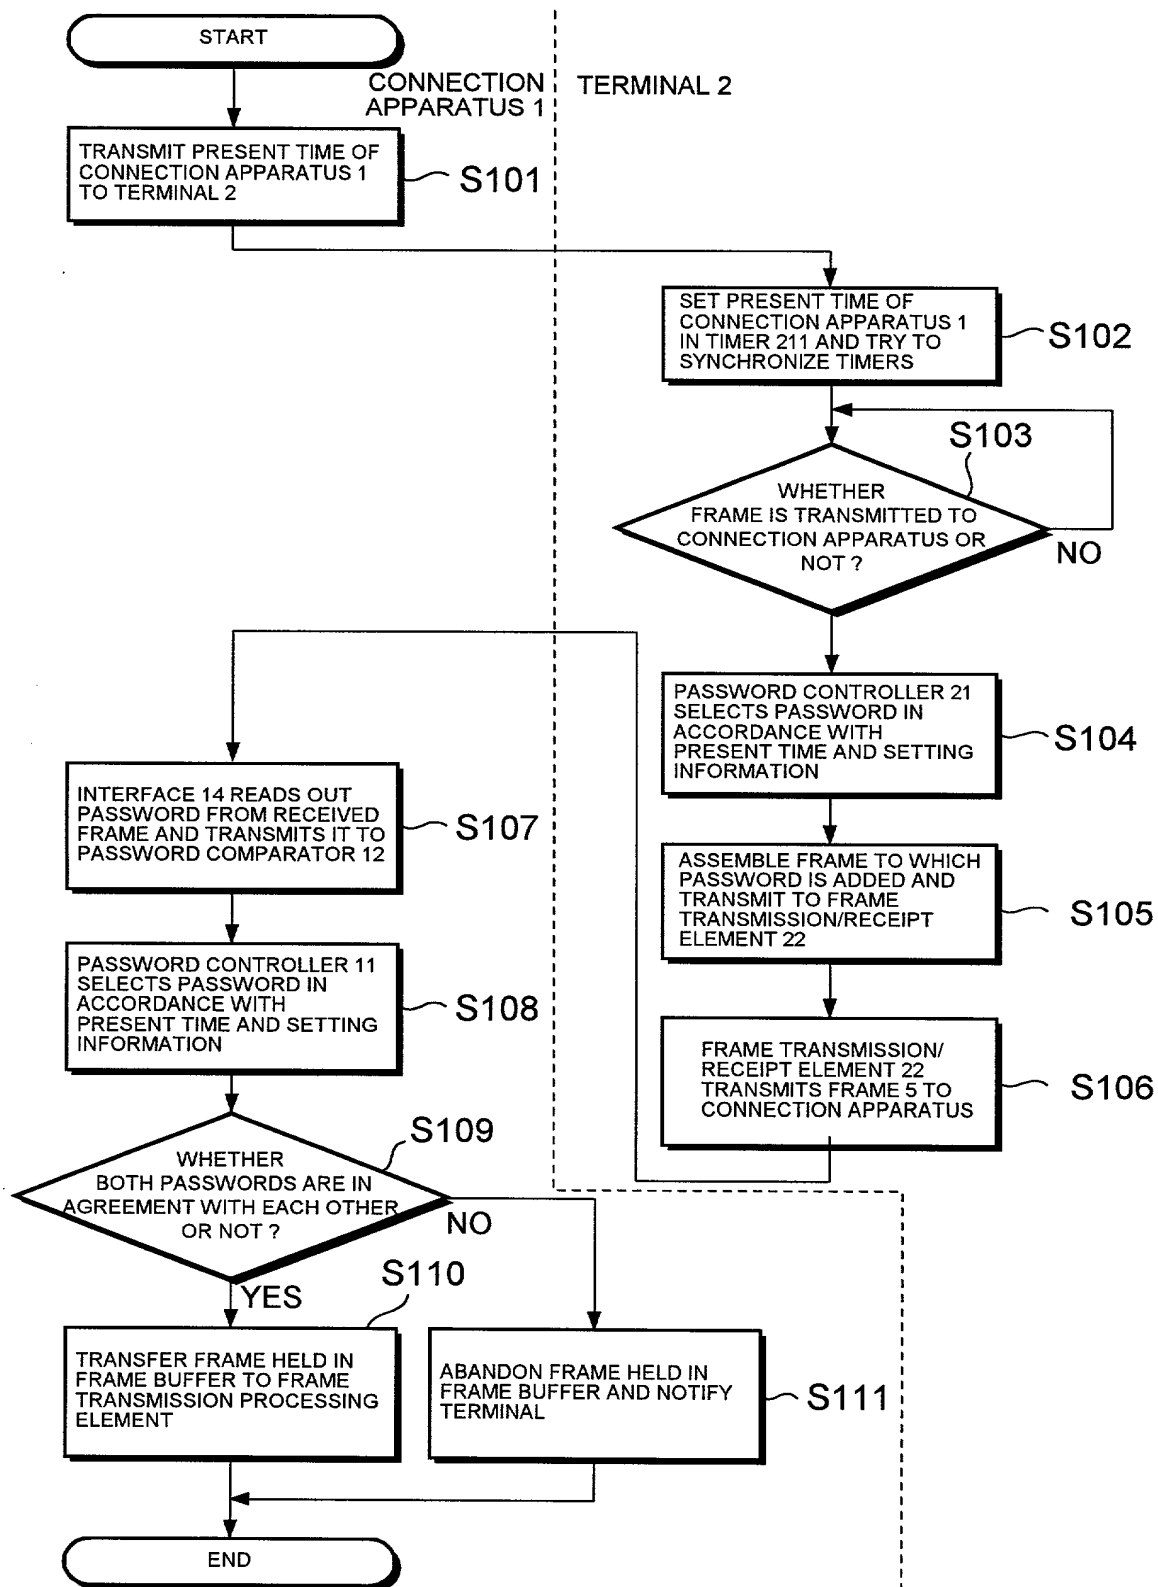 START
CONNECTION
APPARATUS 1
TERMINAL 2
TRANSMIT PRESENT TIME OF
CONNECTION APPARATUS 1
TO TERMINAL 2
S101
SET PRESENT TIME OF
CONNECTION APPARATUS 1
IN TIMER 211 AND TRY TO
SYNCHRONIZE TIMERS
S102
S103
WHETHER
FRAME IS TRANSMITTED TO
CONNECTION APPARATUS OR
NOT ?
NO
PASSWORD CONTROLLER 21
SELECTS PASSWORD IN
ACCORDANCE WITH
PRESENT TIME AND SETTING
INFORMATION
S104
ASSEMBLE FRAME TO WHICH
PASSWORD IS ADDED AND
TRANSMIT TO FRAME
TRANSMISSION/RECEIPT
ELEMENT 22
S105
FRAME TRANSMISSION/
RECEIPT ELEMENT 22
TRANSMITS FRAME 5 TO
CONNECTION APPARATUS
S106
INTERFACE 14 READS OUT
PASSWORD FROM RECEIVED
FRAME AND TRANSMITS IT TO
PASSWORD COMPARATOR 12
S107
PASSWORD CONTROLLER 11
SELECTS PASSWORD IN
ACCORDANCE WITH
PRESENT TIME AND SETTING
INFORMATION
S108
S109
WHETHER
BOTH PASSWORDS ARE IN
AGREEMENT WITH EACH OTHER
OR NOT ?
NO
YES
S110
TRANSFER FRAME HELD IN
FRAME BUFFER TO FRAME
TRANSMISSION PROCESSING
ELEMENT
ABANDON FRAME HELD IN
FRAME BUFFER AND NOTIFY
TERMINAL
S111
END